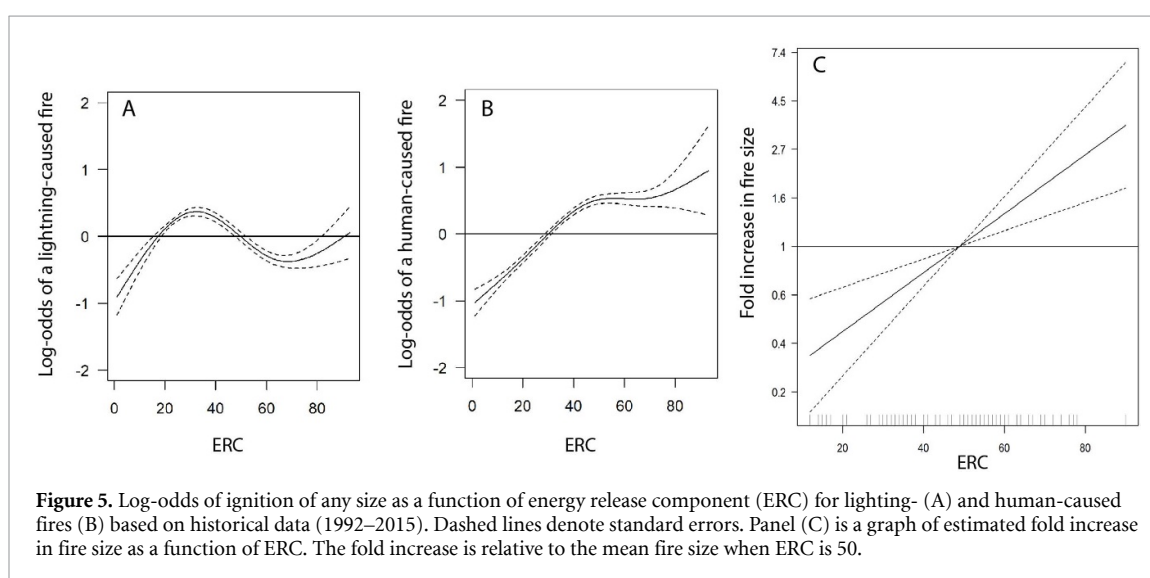 A
Log-odds of a lightning-caused fire
2
1
0
-1
-2
0 20 40 60 80
ERC
B
Log-odds of a human-caused fire
2
1
0
-1
-2
0 20 40 60 80
ERC
C
Fold increase in fire size
7.4
4.5
2.7
1.6
1
0.6
0.4
0.2
20 40 60 80
ERC
Figure 5. Log-odds of ignition of any size as a function of energy release component (ERC) for lighting- (A) and human-caused
fires (B) based on historical data (1992–2015). Dashed lines denote standard errors. Panel (C) is a graph of estimated fold increase
in fire size as a function of ERC. The fold increase is relative to the mean fire size when ERC is 50.